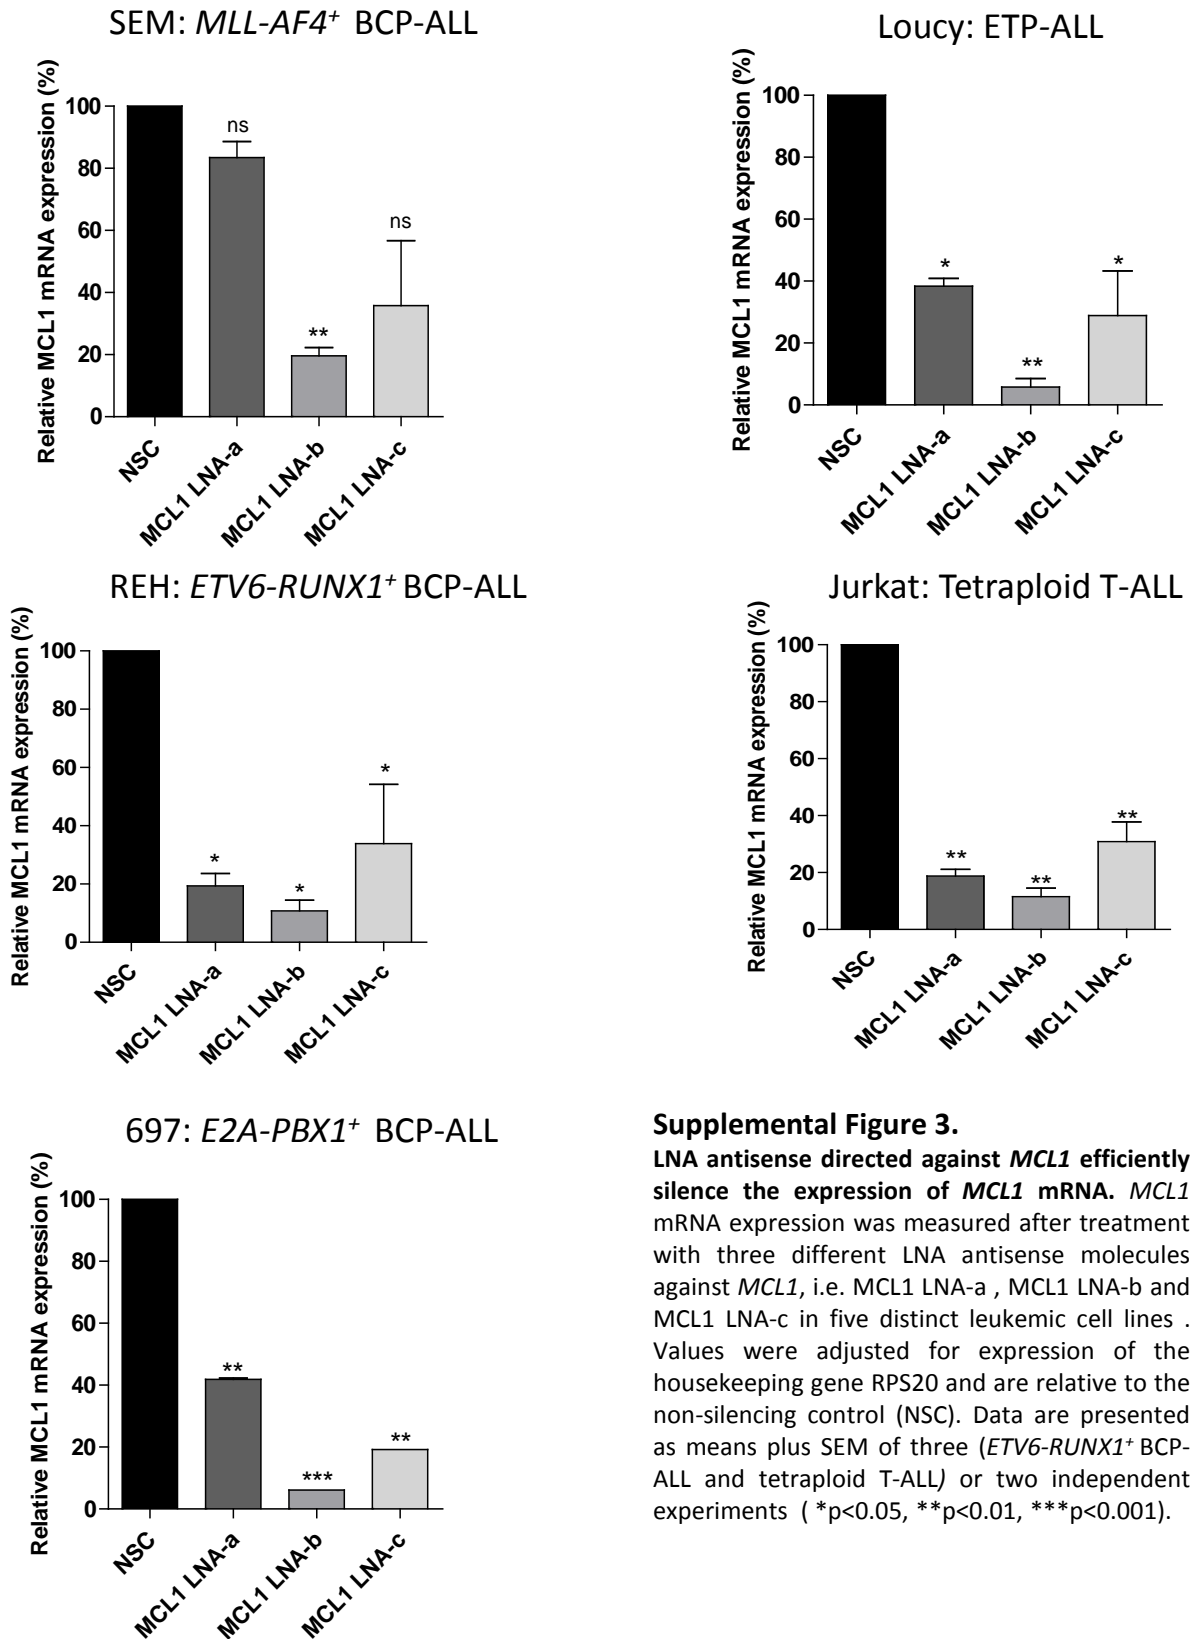 SEM: MLL-AF4+ BCP-ALL
Relative MCL1 mRNA expression (%)
100
80
60
40
20
0
ns
**
ns
NSC
MCL1 LNA-a
MCL1 LNA-b
MCL1 LNA-c
Loucy: ETP-ALL
Relative MCL1 mRNA expression (%)
100
80
60
40
20
0
*
**
*
NSC
MCL1 LNA-a
MCL1 LNA-b
MCL1 LNA-c
REH: ETV6-RUNX1+ BCP-ALL
Relative MCL1 mRNA expression (%)
100
80
60
40
20
0
*
*
*
NSC
MCL1 LNA-a
MCL1 LNA-b
MCL1 LNA-c
Jurkat: Tetraploid T-ALL
Relative MCL1 mRNA expression (%)
100
80
60
40
20
0
**
**
**
NSC
MCL1 LNA-a
MCL1 LNA-b
MCL1 LNA-c
697: E2A-PBX1+ BCP-ALL
Relative MCL1 mRNA expression (%)
100
80
60
40
20
0
**
***
**
NSC
MCL1 LNA-a
MCL1 LNA-b
MCL1 LNA-c
Supplemental Figure 3.
LNA antisense directed against MCL1 efficiently
silence the expression of MCL1 mRNA. MCL1
mRNA expression was measured after treatment
with three different LNA antisense molecules
against MCL1, i.e. MCL1 LNA-a , MCL1 LNA-b and
MCL1 LNA-c in five distinct leukemic cell lines .
Values were adjusted for expression of the
housekeeping gene RPS20 and are relative to the
non-silencing control (NSC). Data are presented
as means plus SEM of three (ETV6-RUNX1+ BCP-
ALL and tetraploid T-ALL) or two independent
experiments ( *p<0.05, **p<0.01, ***p<0.001).